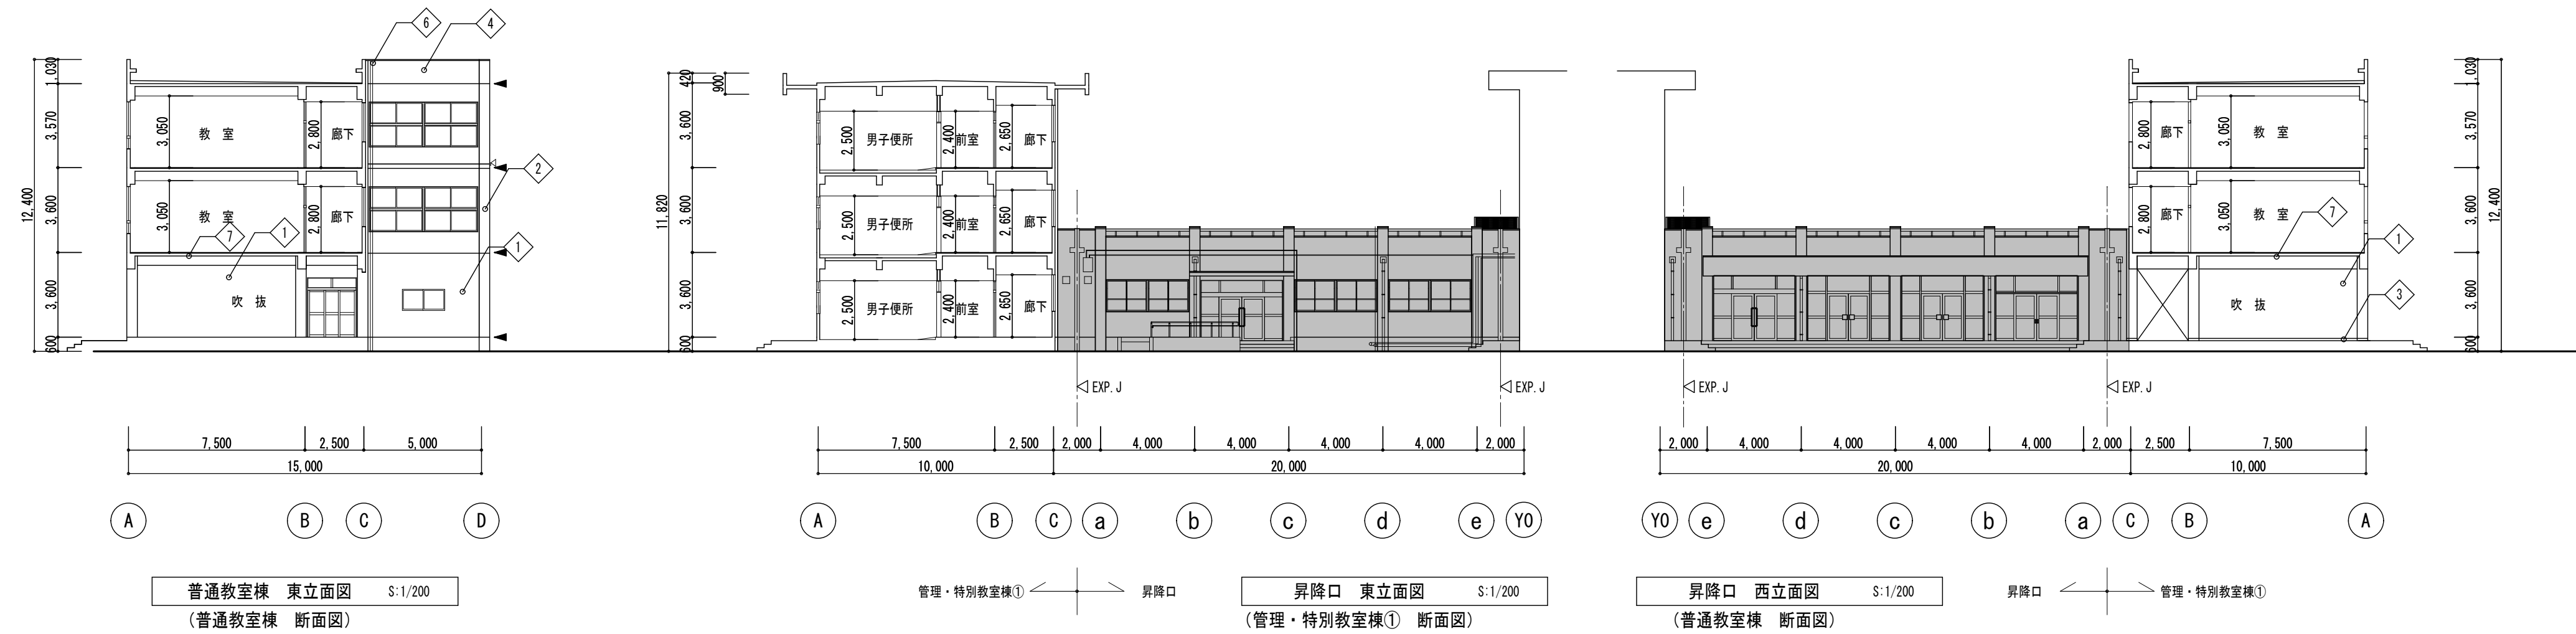 6
4
1,030
3,570
3,600
3,600
600
12,400
3,050
教　室
2,800
廊下
3,050
教　室
2,800
廊下
2
7
1
1
吹　抜
7,500
2,500
5,000
15,000
A
B
C
D
普通教室棟　東立面図　S:1/200
(普通教室棟　断面図)
420
900
3,600
3,600
3,600
600
11,820
2,500
男子便所
2,400
前室
2,650
廊下
2,500
男子便所
2,400
前室
2,650
廊下
2,500
男子便所
2,400
前室
2,650
廊下
EXP.J
EXP.J
7,500
2,500
2,000
4,000
4,000
4,000
4,000
2,000
10,000
20,000
A
B
C
a
b
c
d
e
Y0
管理・特別教室棟①
昇降口
昇降口　東立面図　S:1/200
(管理・特別教室棟①　断面図)
1,030
3,570
3,600
3,600
600
12,400
2,800
廊下
3,050
教　室
2,800
廊下
3,050
教　室
7
1
3
吹　抜
EXP.J
EXP.J
2,000
4,000
4,000
4,000
4,000
2,000
2,500
7,500
20,000
10,000
Y0
e
d
c
b
a
C
B
A
昇降口　西立面図　S:1/200
(普通教室棟　断面図)
昇降口
管理・特別教室棟①